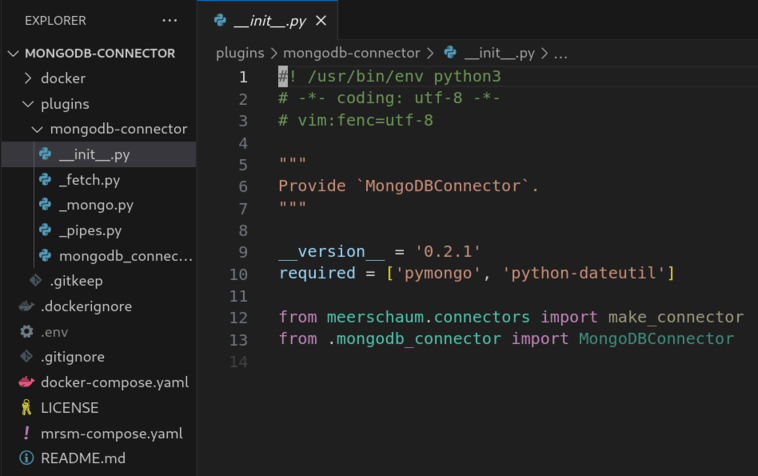 EXPLORER
MONGODB-CONNECTOR
docker
plugins
mongodb-connector
__init__.py
_fetch.py
_mongo.py
_pipes.py
mongodb_connec...
.gitkeep
.dockerignore
.env
.gitignore
docker-compose.yaml
LICENSE
mrsm-compose.yaml
README.md
__init__.py
plugins > mongodb-connector > __init__.py > ...
1 #! /usr/bin/env python3
2 # -*- coding: utf-8 -*-
3 # vim:fenc=utf-8
4
5 """
6 Provide `MongoDBConnector`.
7 """
8
9 __version__ = '0.2.1'
10 required = ['pymongo', 'python-dateutil']
11
12 from meerschaum.connectors import make_connector
13 from .mongodb_connector import MongoDBConnector
14